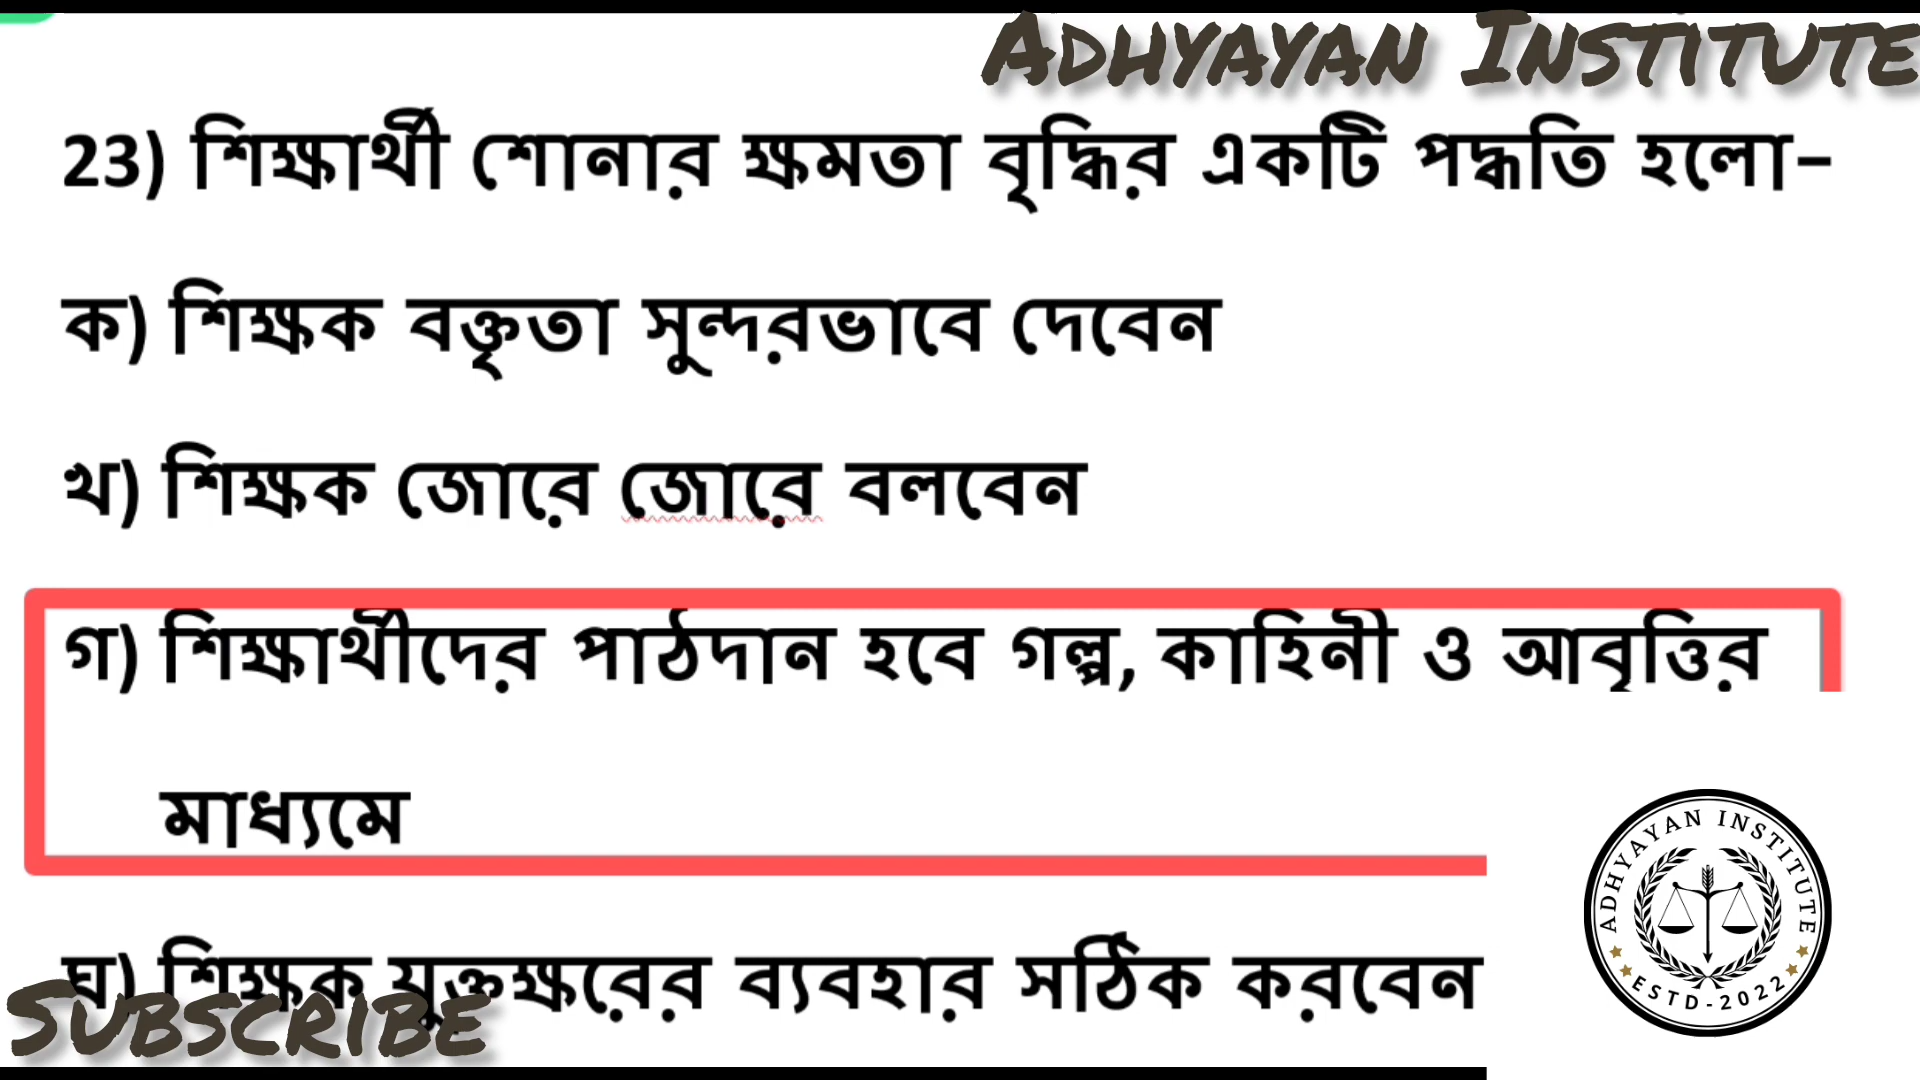 ADHYAYAN INSTITUTE
23) শিক্ষার্থী শোনার ক্ষমতা বৃদ্ধির একটি পদ্ধতি হলো–
ক) শিক্ষক বক্তৃতা সুন্দরভাবে দেবেন
খ) শিক্ষক জোরে জোরে বলবেন
গ) শিক্ষার্থীদের পাঠদান হবে গল্প, কাহিনী ও আবৃত্তির
মাধ্যমে
ঘ) শিক্ষক যুক্তক্ষরের ব্যবহার সঠিক করবেন
SUBSCRIBE
ADHYAYAN INSTITUTE
ESTD-2022